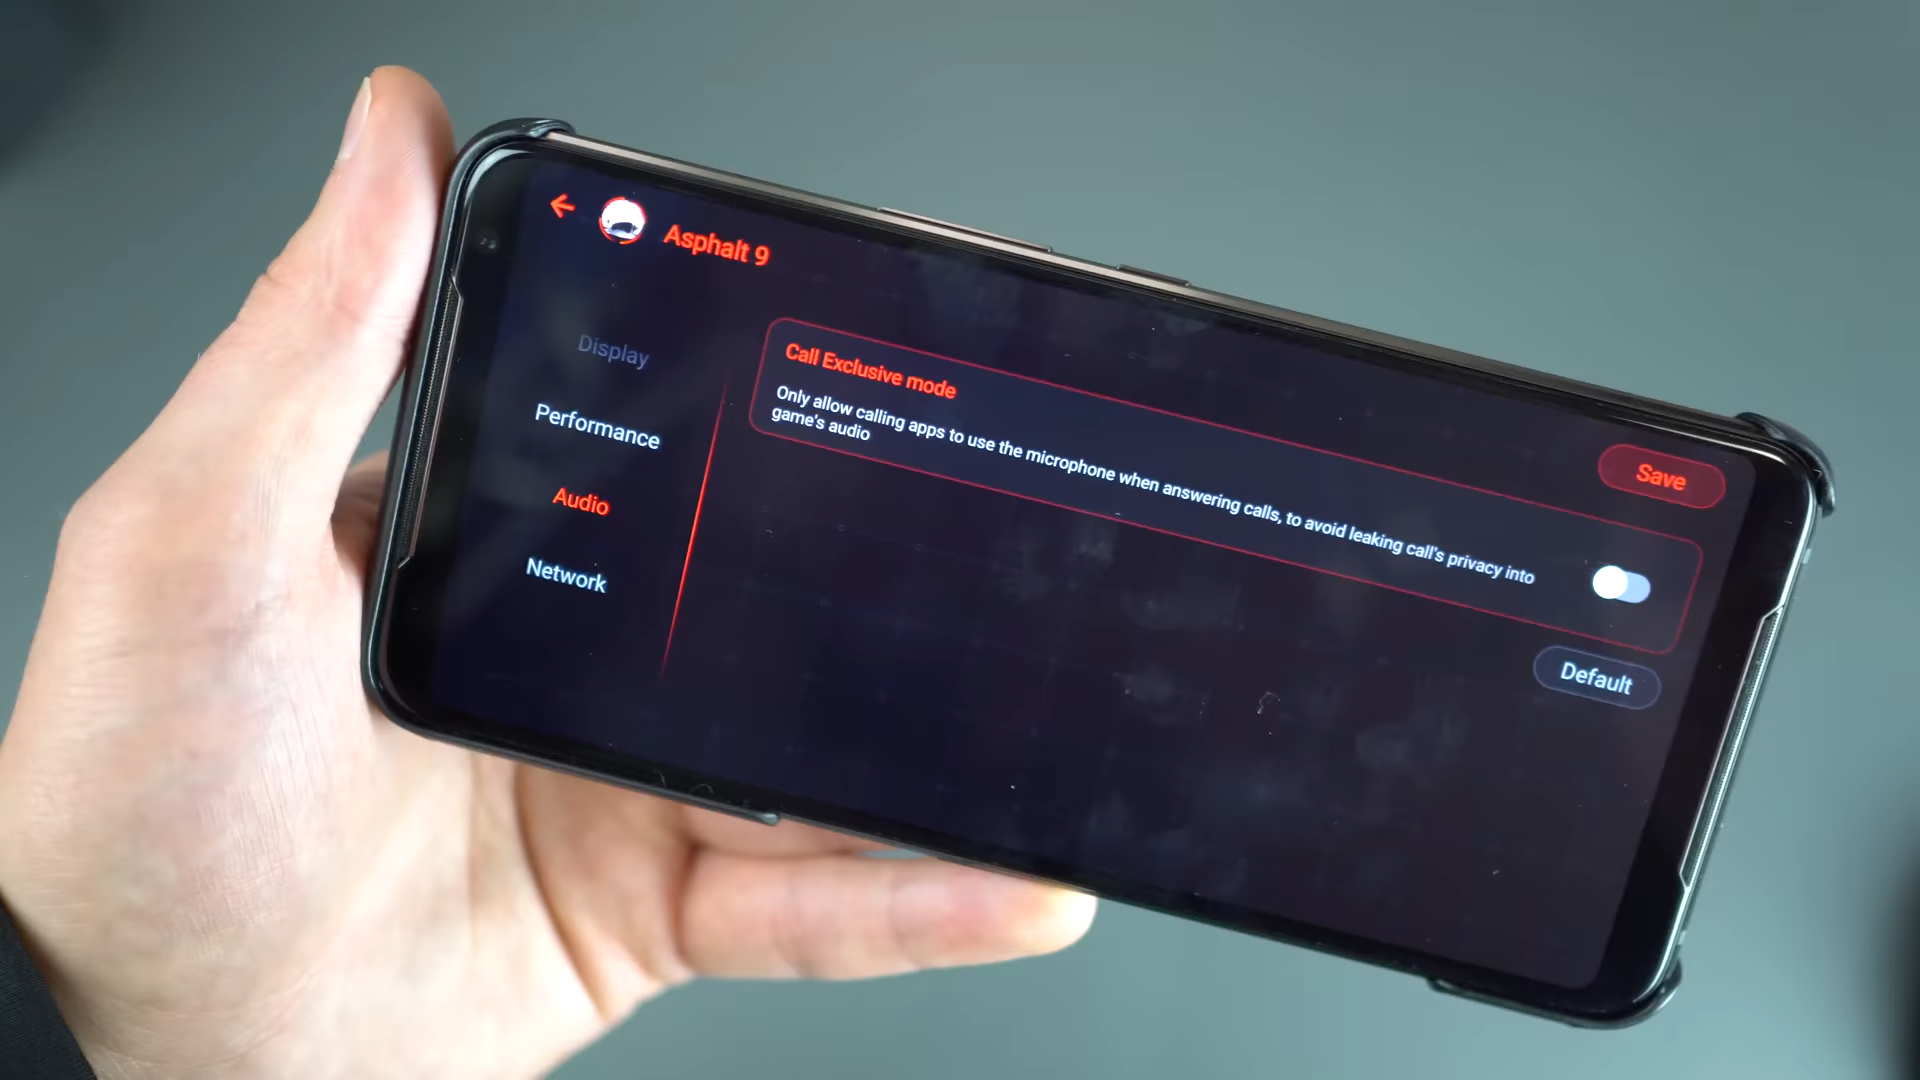 Asphalt 9
Display
Performance
Audio
Network
Call Exclusive mode
Only allow calling apps to use the microphone when answering calls, to avoid leaking call's privacy into
game's audio
Save
Default